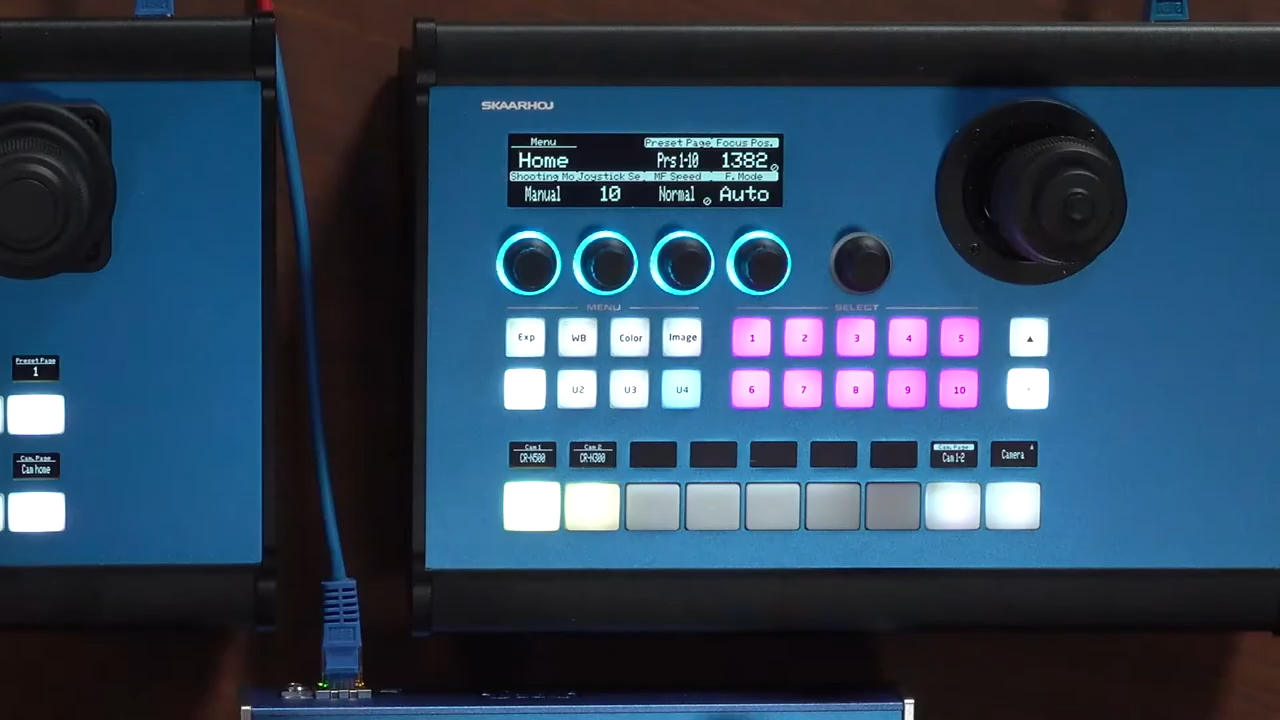 SKAARHOJ
Menu Preset Page Focus Pos.
Home Prs 1-10 1382
Shooting Mo Joystick Se MF Speed F. Mode
Manual 10 Normal Auto
MENU SELECT
Exp WB Color Image 1 2 3 4 5
U2 U3 U4 6 7 8 9 10
Preset Page
1
Cam. Page
Cam home
Cam 1 Cam 2 Cam. Page
CR-N500 CR-N300 Cam 1-2 Camera